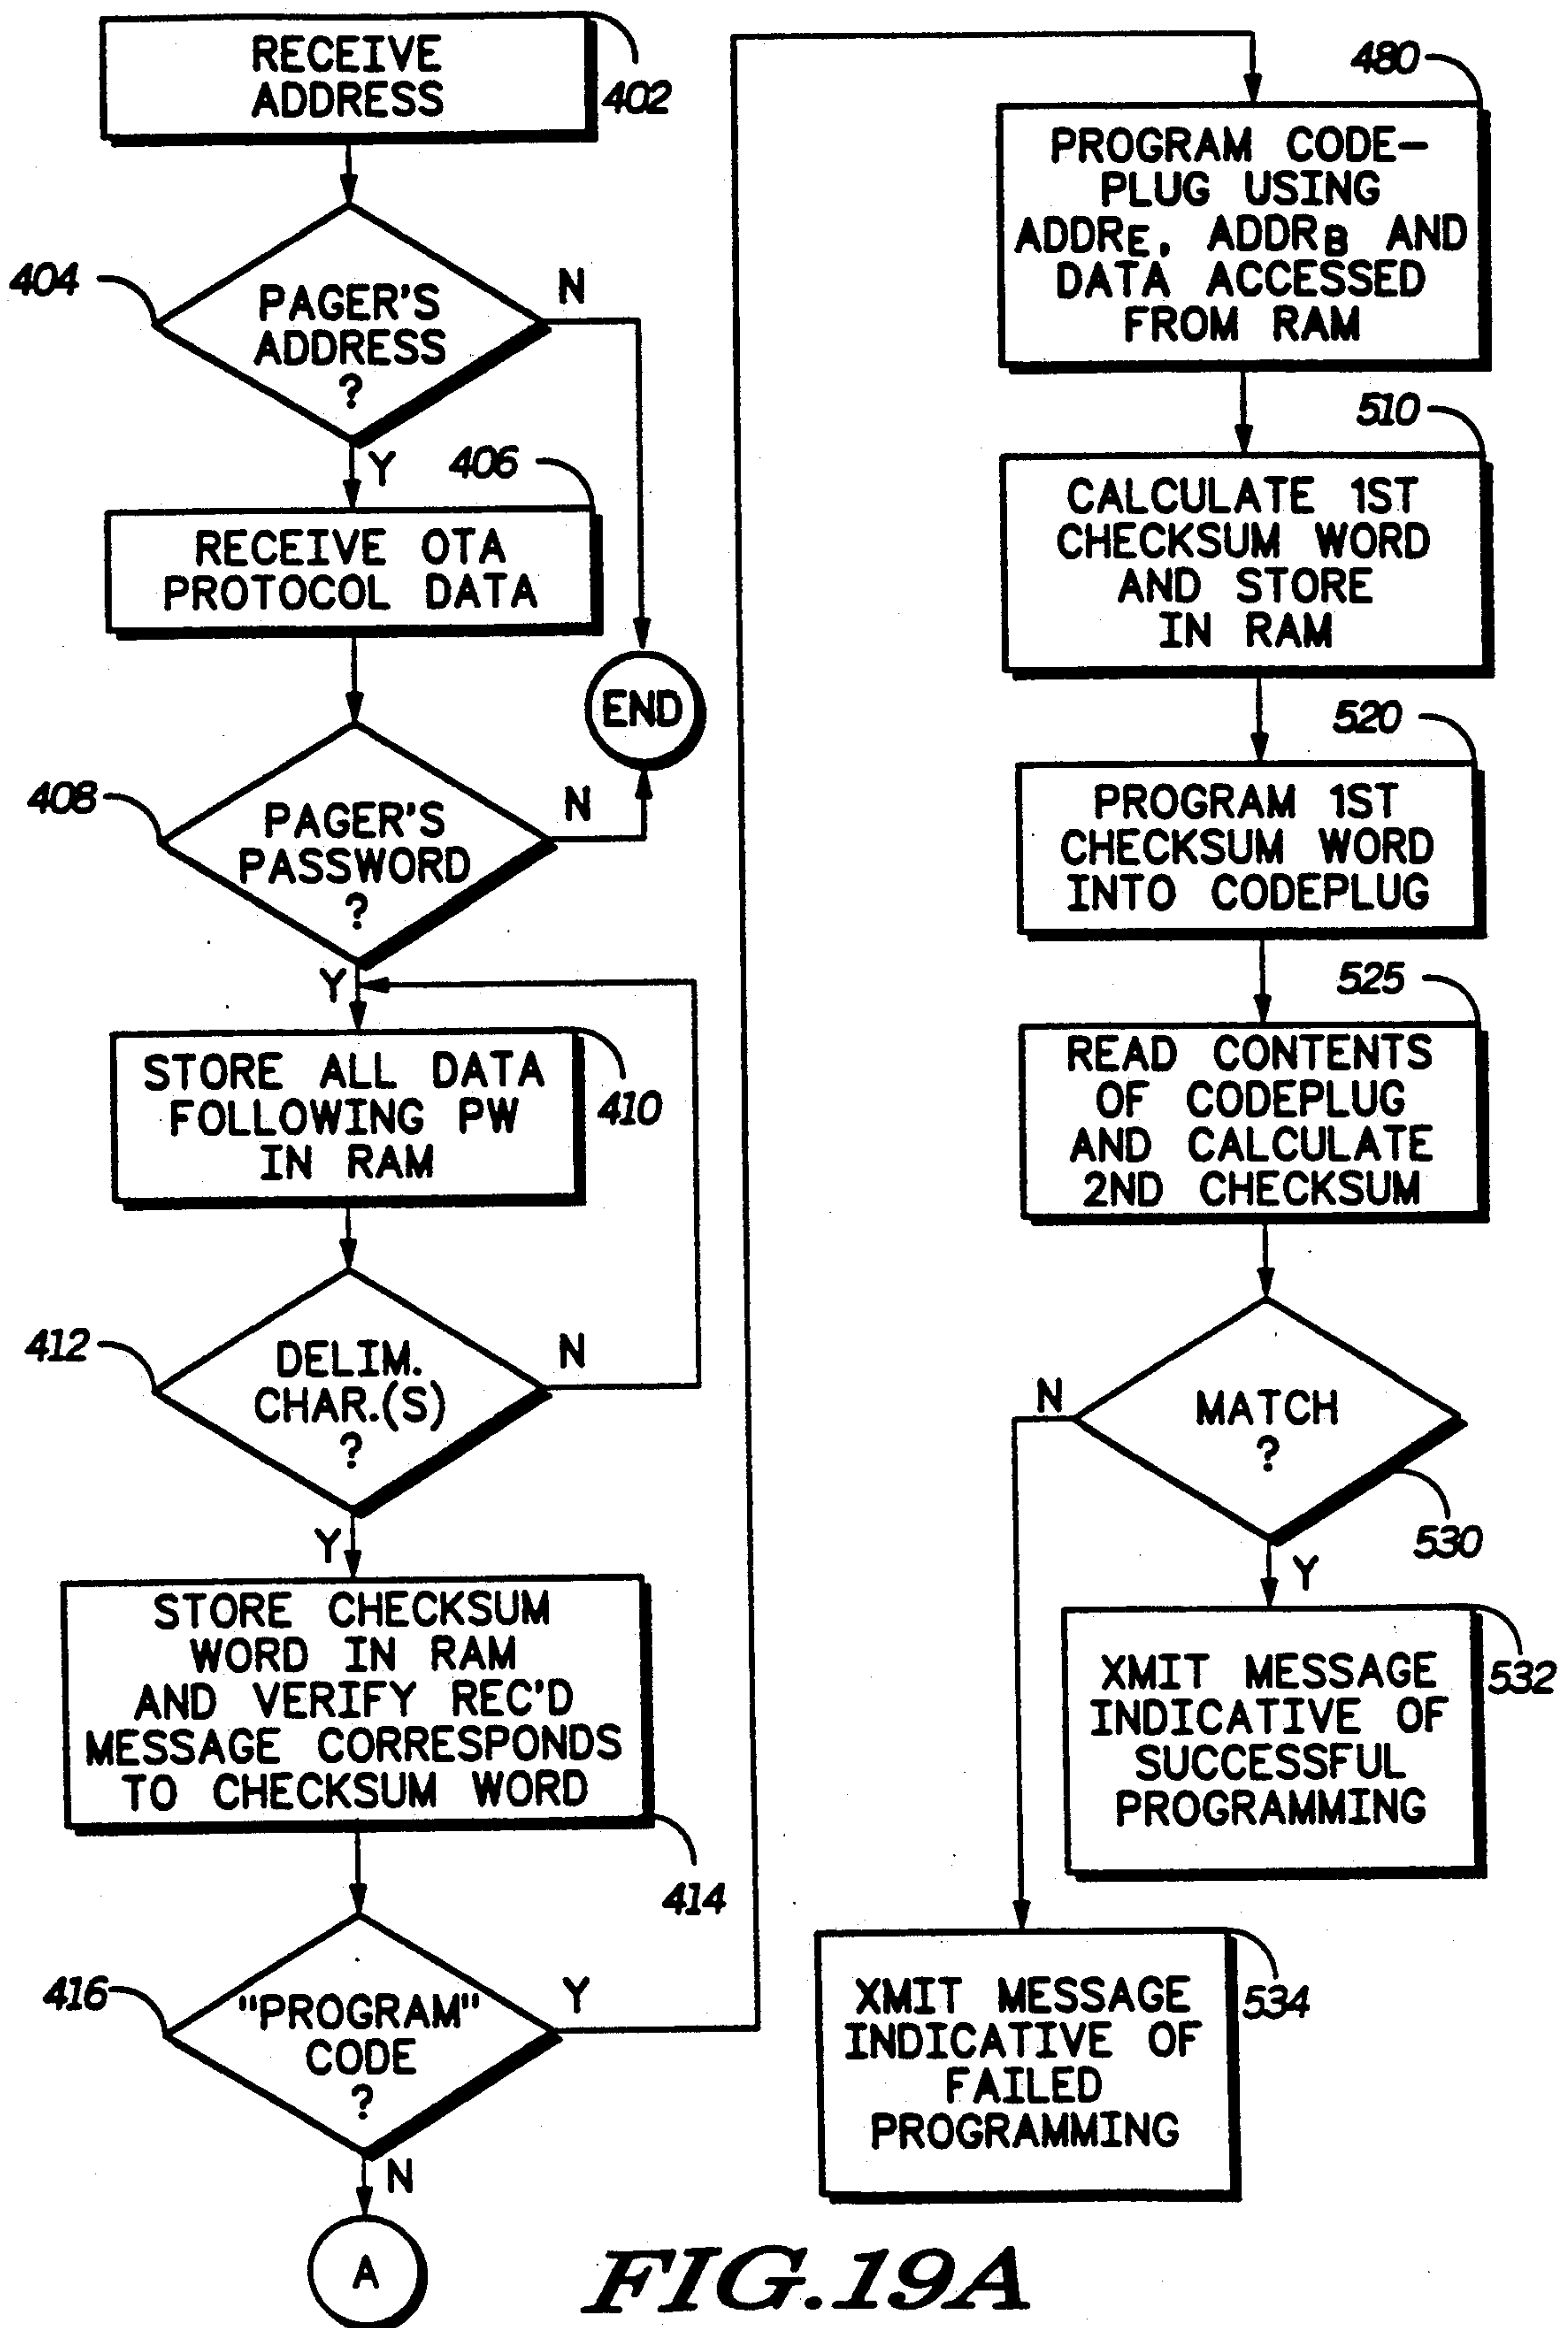 RECEIVE
ADDRESS
402
404
PAGER'S
ADDRESS
?
N
Y
406
RECEIVE OTA
PROTOCOL DATA
END
408
PAGER'S
PASSWORD
?
N
Y
STORE ALL DATA
FOLLOWING PW
IN RAM
410
412
DELIM.
CHAR.(S)
?
N
Y
STORE CHECKSUM
WORD IN RAM
AND VERIFY REC'D
MESSAGE CORRESPONDS
TO CHECKSUM WORD
414
416
"PROGRAM"
CODE
?
Y
N
A
480
PROGRAM CODE-
PLUG USING
ADDRE, ADDRB AND
DATA ACCESSED
FROM RAM
510
CALCULATE 1ST
CHECKSUM WORD
AND STORE
IN RAM
520
PROGRAM 1ST
CHECKSUM WORD
INTO CODEPLUG
525
READ CONTENTS
OF CODEPLUG
AND CALCULATE
2ND CHECKSUM
N
MATCH
?
530
Y
XMIT MESSAGE
INDICATIVE OF
SUCCESSFUL
PROGRAMMING
532
XMIT MESSAGE
INDICATIVE OF
FAILED
PROGRAMMING
534
FIG.19A